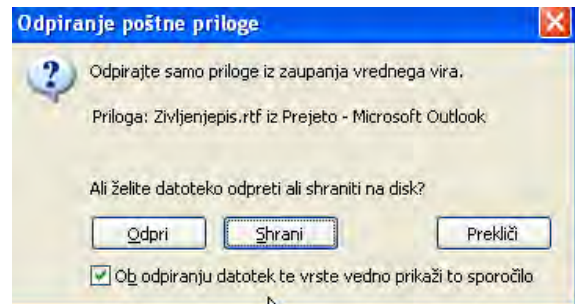 Odpiranje poštne priloge
Odpirajte samo priloge iz zaupanja vrednega vira.
Priloga: Zivljenjepis.rtf iz Prejeto - Microsoft Outlook
Ali želite datoteko odpreti ali shraniti na disk?
Odpri Shrani Prekliči
Ob odpiranju datotek te vrste vedno prikaži to sporočilo